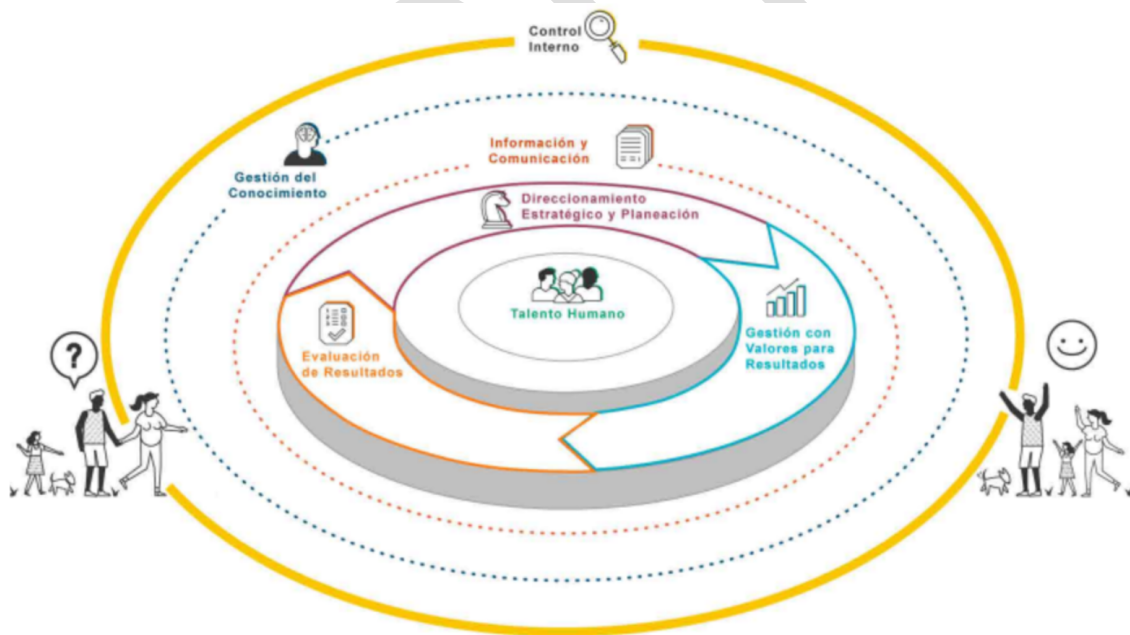 Control
Interno
Gestión del
Conocimiento
Información y
Comunicación
Direccionamiento
Estratégico y Planeación
Talento Humano
Gestión con
Valores para
Resultados
Evaluación
de Resultados
?